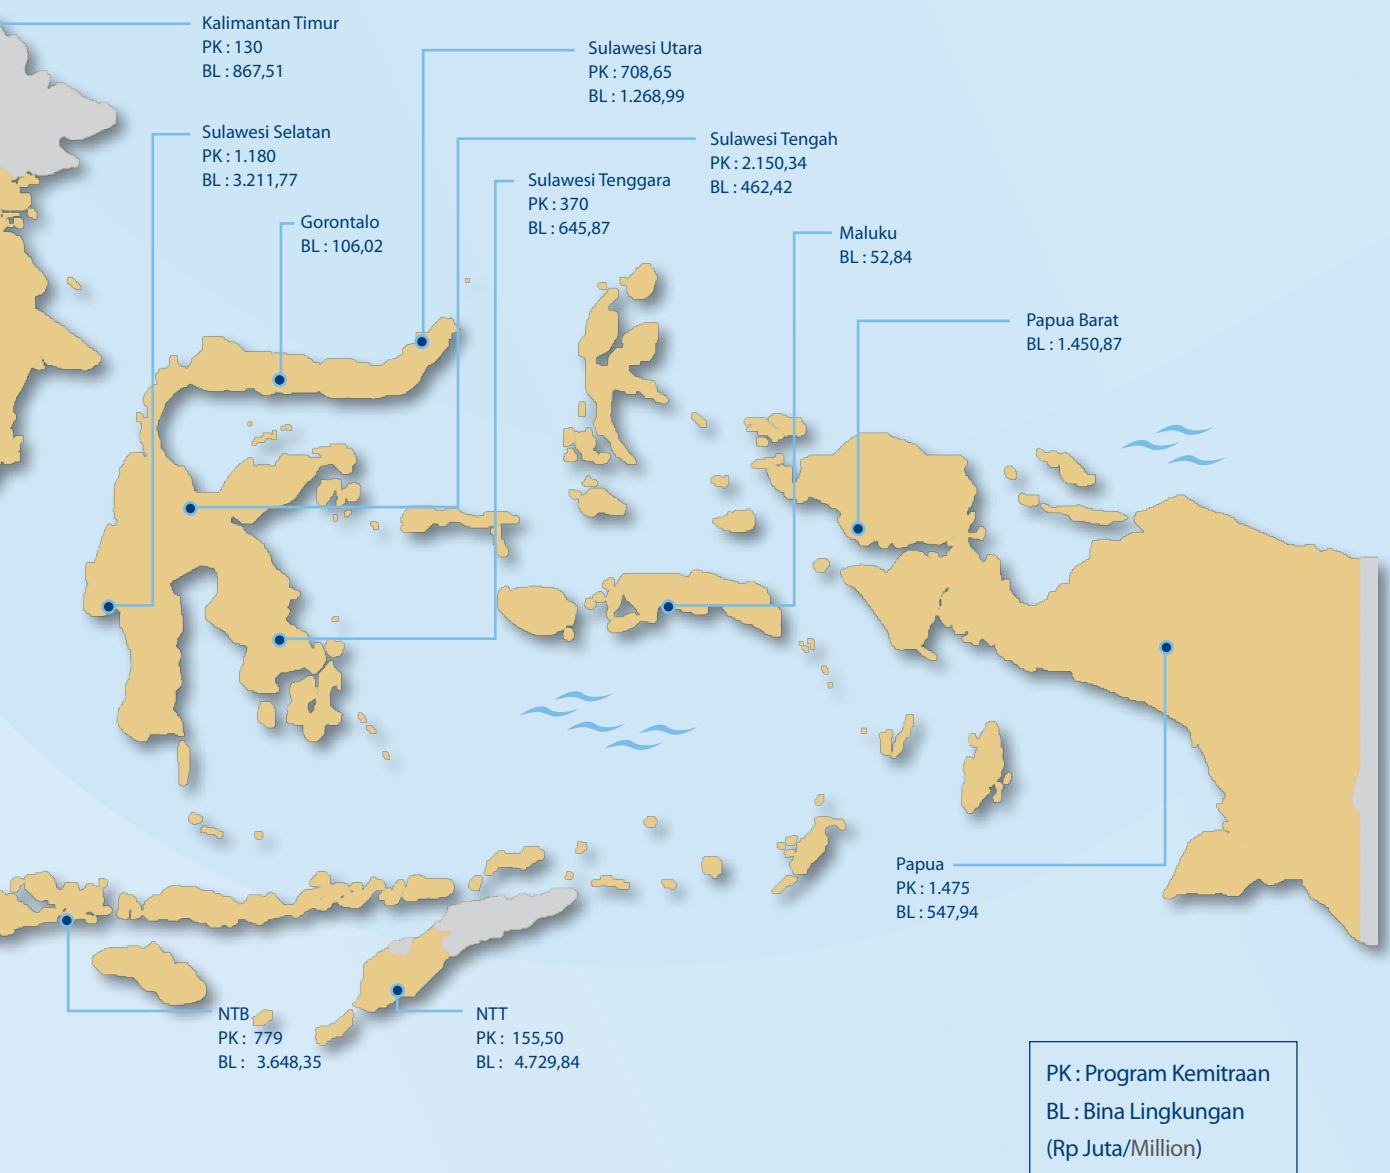 Kalimantan Timur
PK : 130
BL : 867,51
Sulawesi Utara
PK : 708,65
BL : 1.268,99
Sulawesi Selatan
PK : 1.180
BL : 3.211,77
Sulawesi Tengah
PK : 2.150,34
BL : 462,42
Sulawesi Tenggara
PK : 370
BL : 645,87
Gorontalo
BL : 106,02
Maluku
BL : 52,84
Papua Barat
BL : 1.450,87
Papua
PK : 1.475
BL : 547,94
NTB
PK : 779
BL : 3.648,35
NTT
PK : 155,50
BL : 4.729,84
PK : Program Kemitraan
BL : Bina Lingkungan
(Rp Juta/Million)